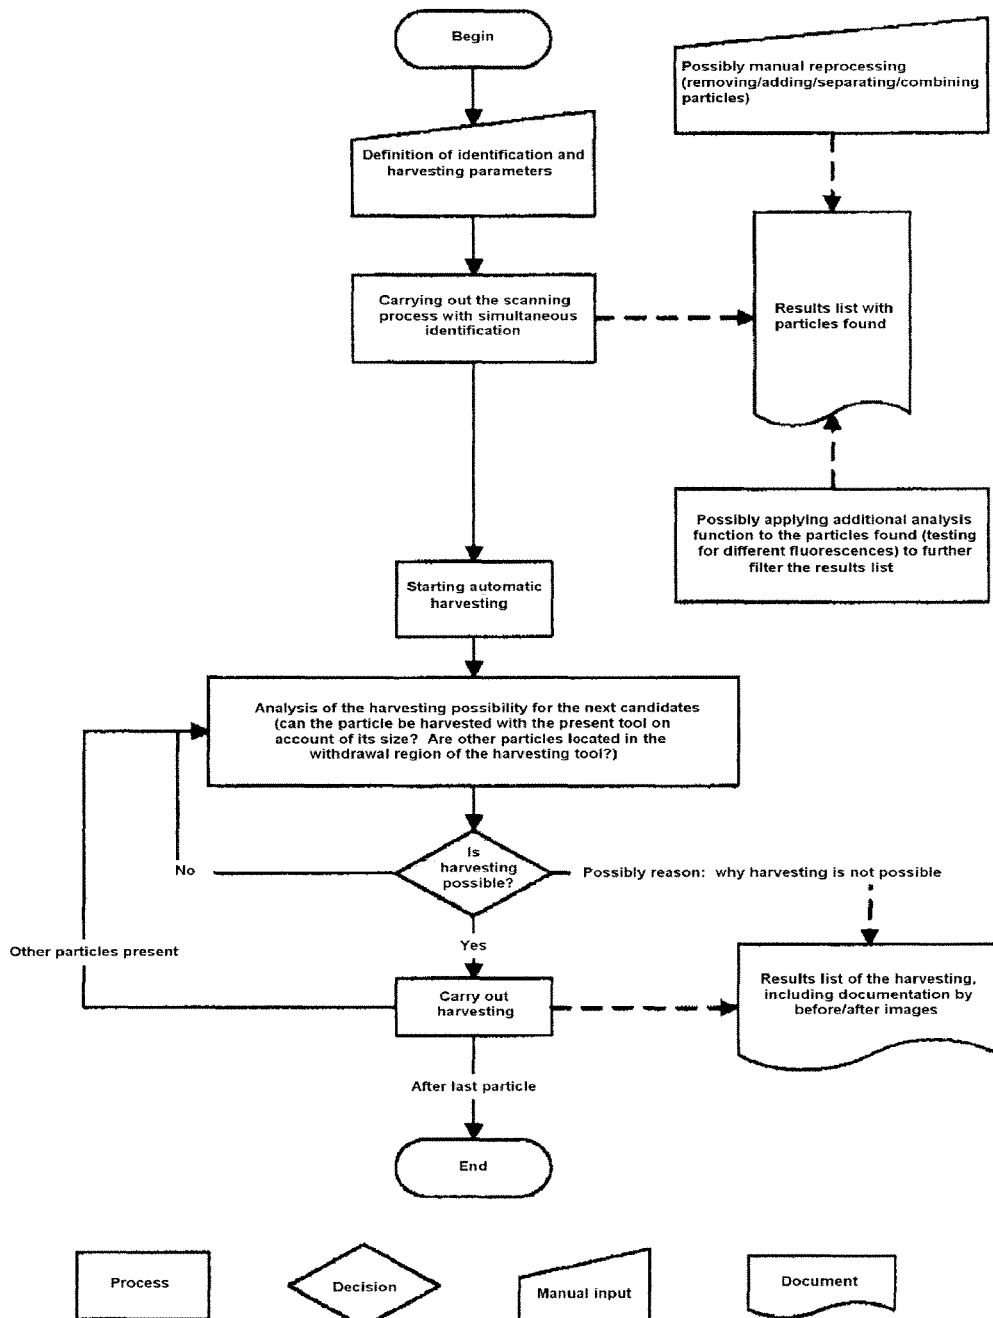 Begin
Possibly manual reprocessing
(removing/adding/separating/combining
particles)
Definition of identification and
harvesting parameters
Carrying out the scanning
process with simultaneous
identification
Results list with
particles found
Possibly applying additional analysis
function to the particles found (testing
for different fluorescences) to further
filter the results list
Starting automatic
harvesting
Analysis of the harvesting possibility for the next candidates
(can the particle be harvested with the present tool on
account of its size? Are other particles located in the
withdrawal region of the harvesting tool?)
Is
harvesting
possible?
No
Possibly reason: why harvesting is not possible
Yes
Other particles present
Carry out
harvesting
Results list of the harvesting,
including documentation by
before/after images
After last particle
End
Process
Decision
Manual input
Document